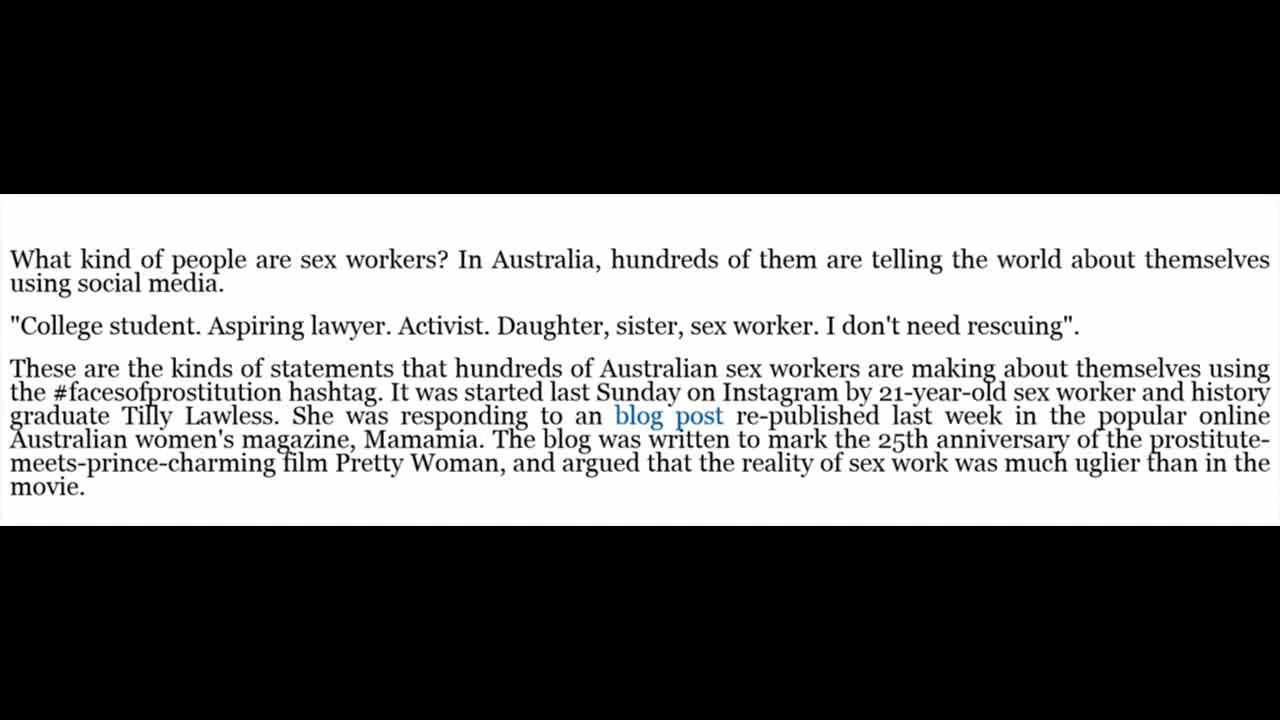 What kind of people are sex workers? In Australia, hundreds of them are telling the world about themselves
using social media.
"College student. Aspiring lawyer. Activist. Daughter, sister, sex worker. I don't need rescuing".
These are the kinds of statements that hundreds of Australian sex workers are making about themselves using
the #facesofprostitution hashtag. It was started last Sunday on Instagram by 21-year-old sex worker and history
graduate Tilly Lawless. She was responding to an blog post re-published last week in the popular online
Australian women's magazine, Mamamia. The blog was written to mark the 25th anniversary of the prostitute-
meets-prince-charming film Pretty Woman, and argued that the reality of sex work was much uglier than in the
movie.